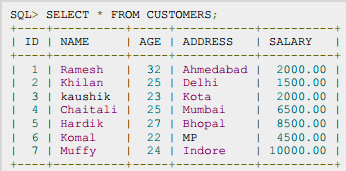 SQL> SELECT * FROM CUSTOMERS;
+----+----------+-----+-----------+----------+
| ID | NAME     | AGE | ADDRESS   | SALARY   |
+----+----------+-----+-----------+----------+
|  1 | Ramesh   |  32 | Ahmedabad |  2000.00 |
|  2 | Khilan   |  25 | Delhi     |  1500.00 |
|  3 | kaushik  |  23 | Kota      |  2000.00 |
|  4 | Chaitali |  25 | Mumbai    |  6500.00 |
|  5 | Hardik   |  27 | Bhopal    |  8500.00 |
|  6 | Komal    |  22 | MP        |  4500.00 |
|  7 | Muffy    |  24 | Indore    | 10000.00 |
+----+----------+-----+-----------+----------+